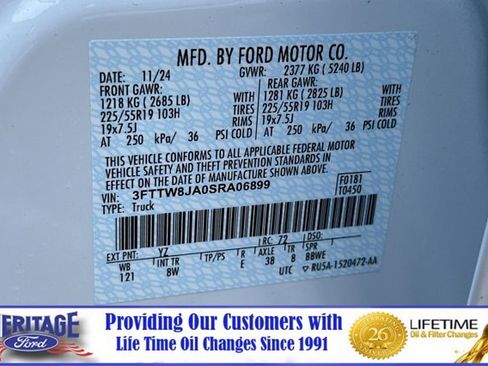 MFD. BY FORD MOTOR CO.
DATE: 11/24 GVWR: 2377 KG ( 5240 LB)
FRONT GAWR: REAR GAWR:
1218 KG ( 2685 LB) 1281 KG ( 2825 LB)
225/55R19 103H TIRES 225/55R19 103H TIRES
19x7.5J RIMS 19x7.5J RIMS
AT 250 kPa/ 36 PSI COLD AT 250 kPa/ 36 PSI COLD
THIS VEHICLE CONFORMS TO ALL APPLICABLE FEDERAL MOTOR
VEHICLE SAFETY AND THEFT PREVENTION STANDARDS IN
EFFECT ON THE DATE OF MANUFACTURE SHOWN ABOVE.
VIN: 3FTTW8JA0SRA06899 F0181
TYPE: Truck T0450
EXT PNT: YZ RC: 72 DSO:
WB INT TR TP/PS R AXLE TR SPR
121 8W E 38 8 BBWE
UTC ▽RU5A-1520472-AA
HERITAGE
Ford
Providing Our Customers with
Life Time Oil Changes Since 1991
26
LIFETIME
Oil & Filter Changes